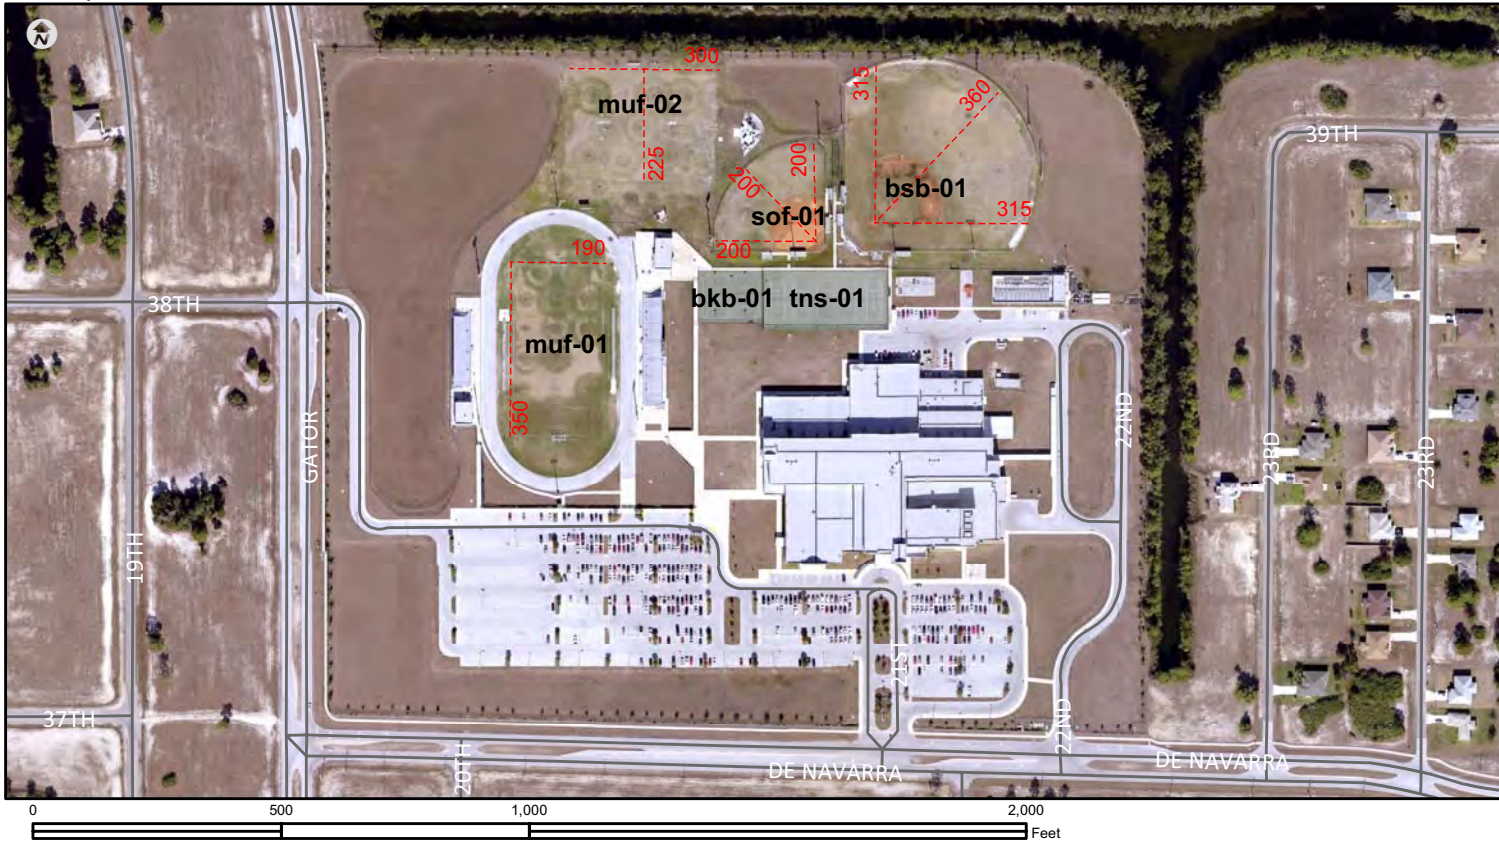 N
300
muf-02
225
315
360
200
200
bsb-01
sof-01
315
200
39TH
190
bkb-01 tns-01
38TH
muf-01
350
GATOR
22ND
23RD
23RD
19TH
21ST
37TH
20TH
22ND
DE NAVARRA
DE NAVARRA
0 500 1,000 2,000
Feet